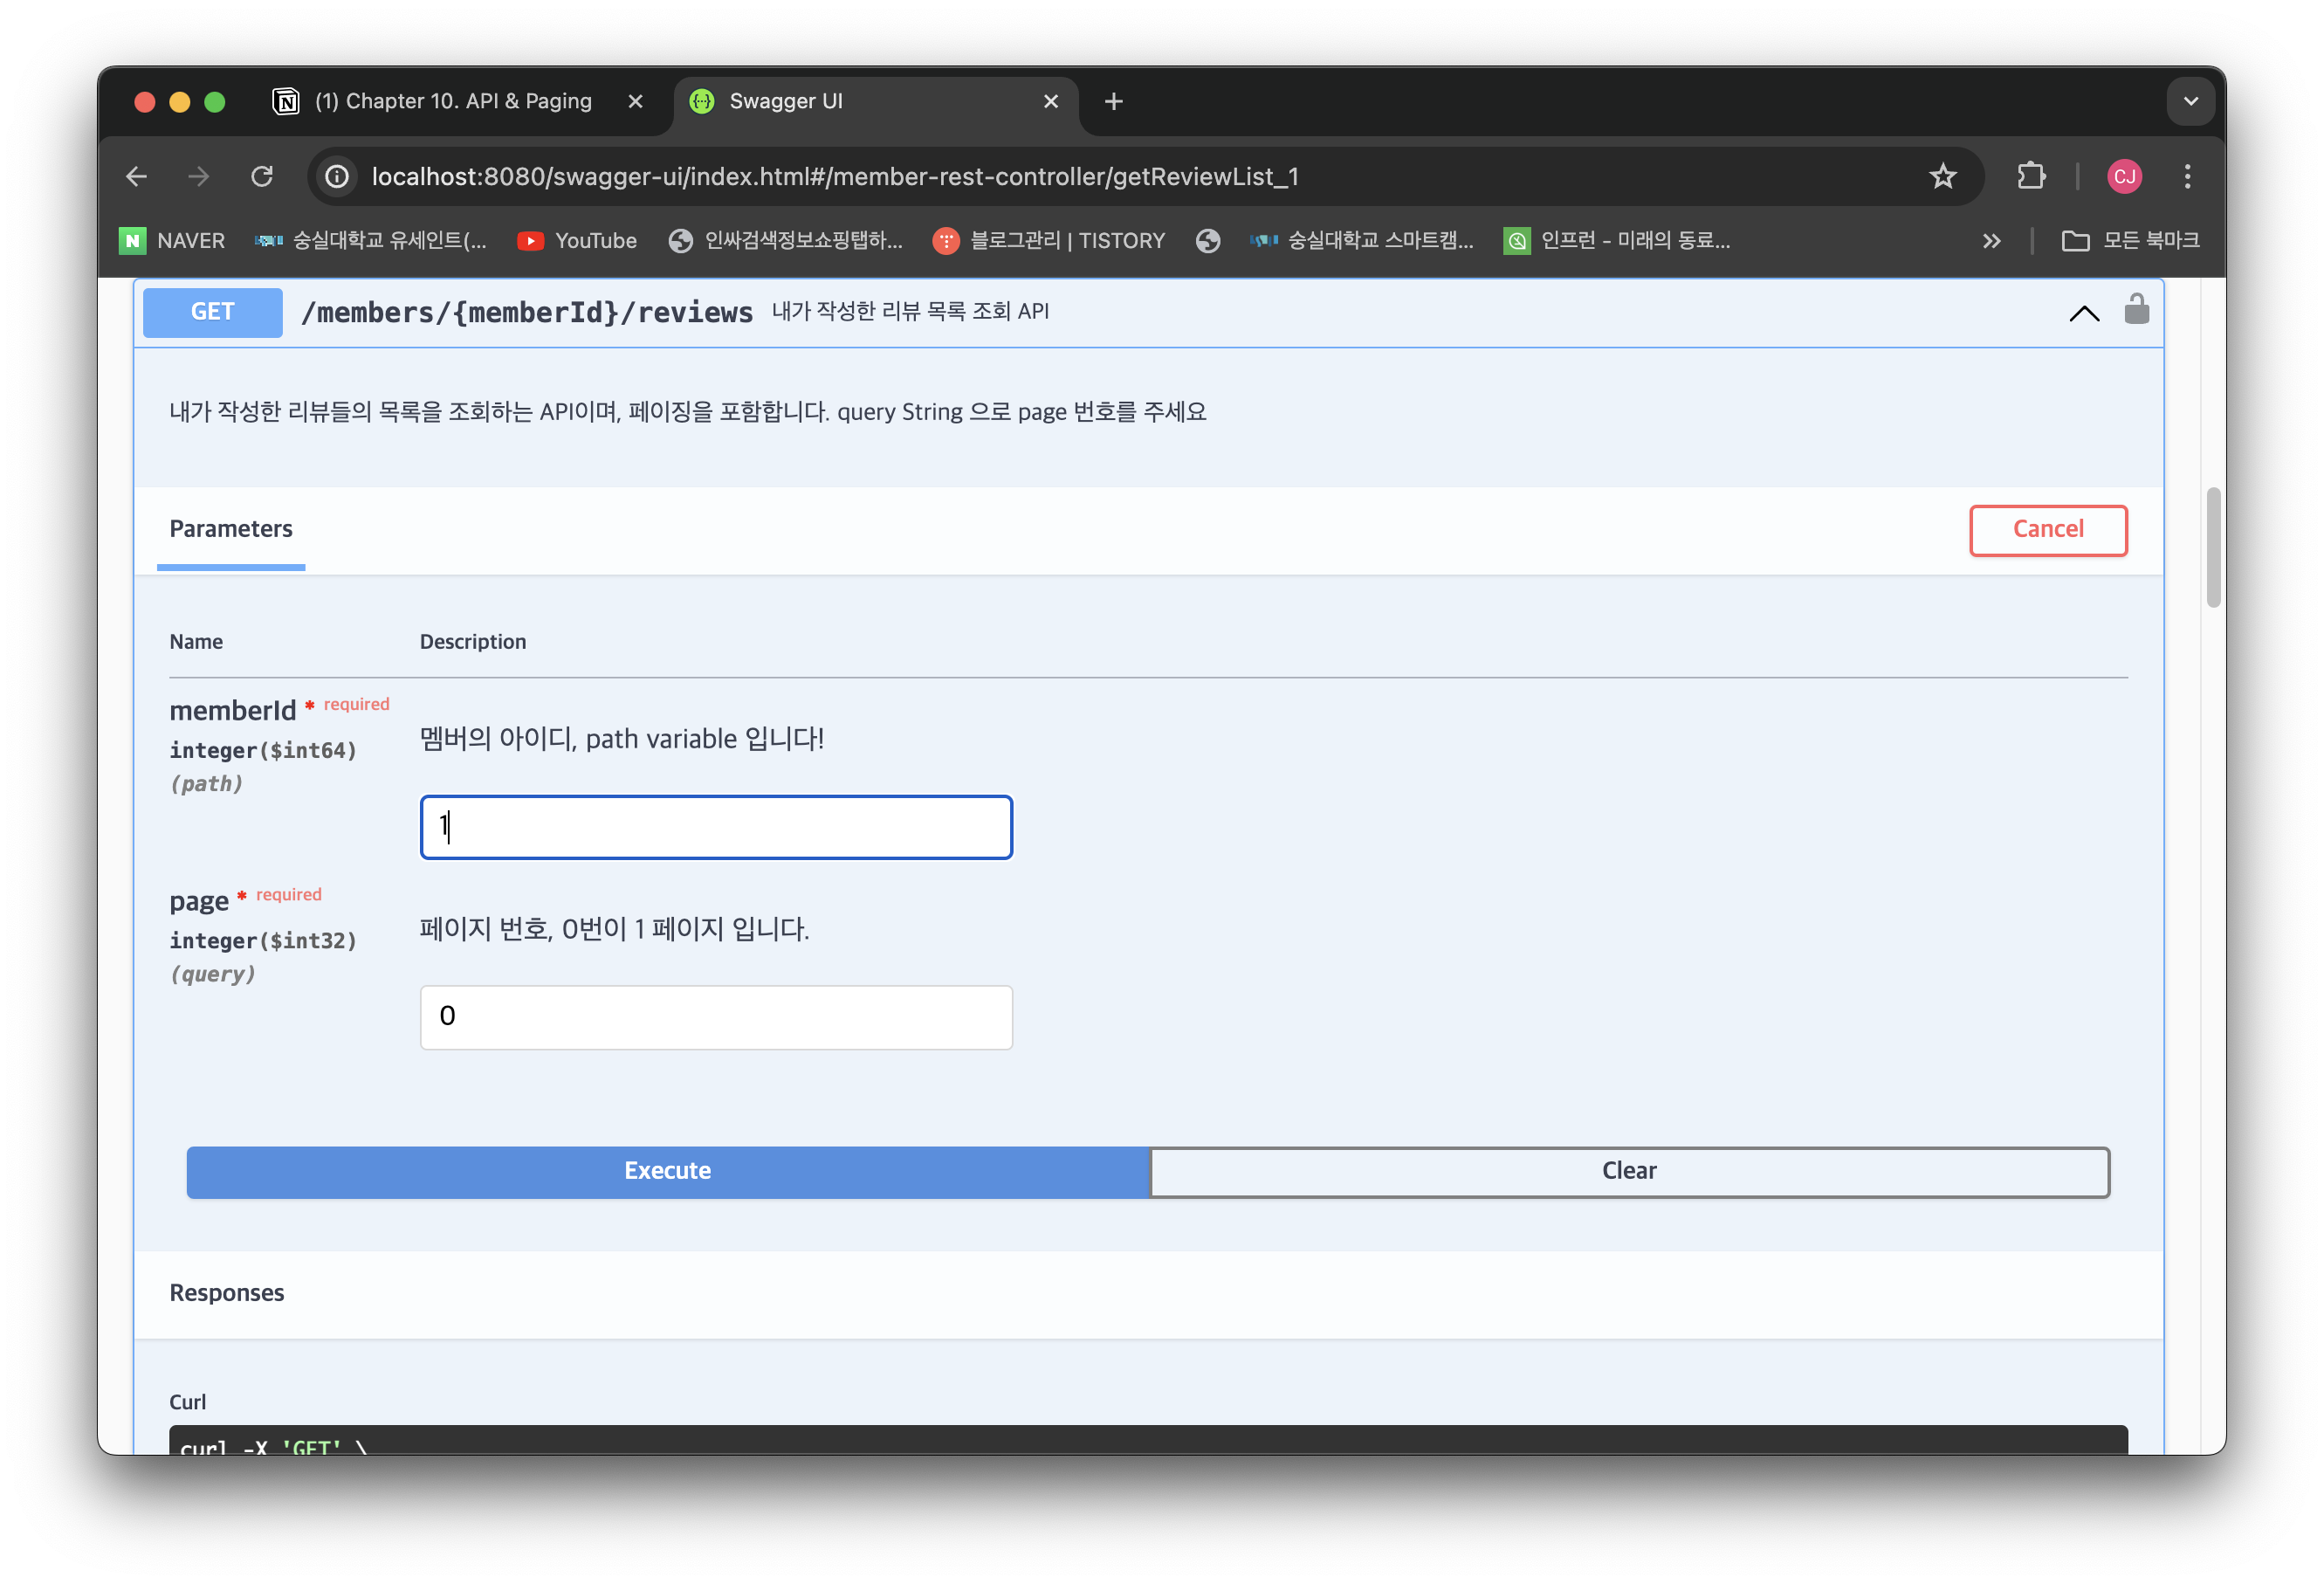 (1) Chapter 10. API & Paging
Swagger UI
localhost:8080/swagger-ui/index.html#/member-rest-controller/getReviewList_1
CJ
NAVER
숭실대학교 유세인트(...
YouTube
인싸검색정보쇼핑탭하...
블로그관리 | TISTORY
숭실대학교 스마트캠...
인프런 - 미래의 동료...
모든 북마크
GET /members/{memberId}/reviews 내가 작성한 리뷰 목록 조회 API
내가 작성한 리뷰들의 목록을 조회하는 API이며, 페이징을 포함합니다. query String 으로 page 번호를 주세요
Parameters
Cancel
Name Description
memberId * required
integer($int64)
(path)
멤버의 아이디, path variable 입니다!
1
page * required
integer($int32)
(query)
페이지 번호, 0번이 1 페이지 입니다.
0
Execute
Clear
Responses
Curl
curl -X 'GET' \